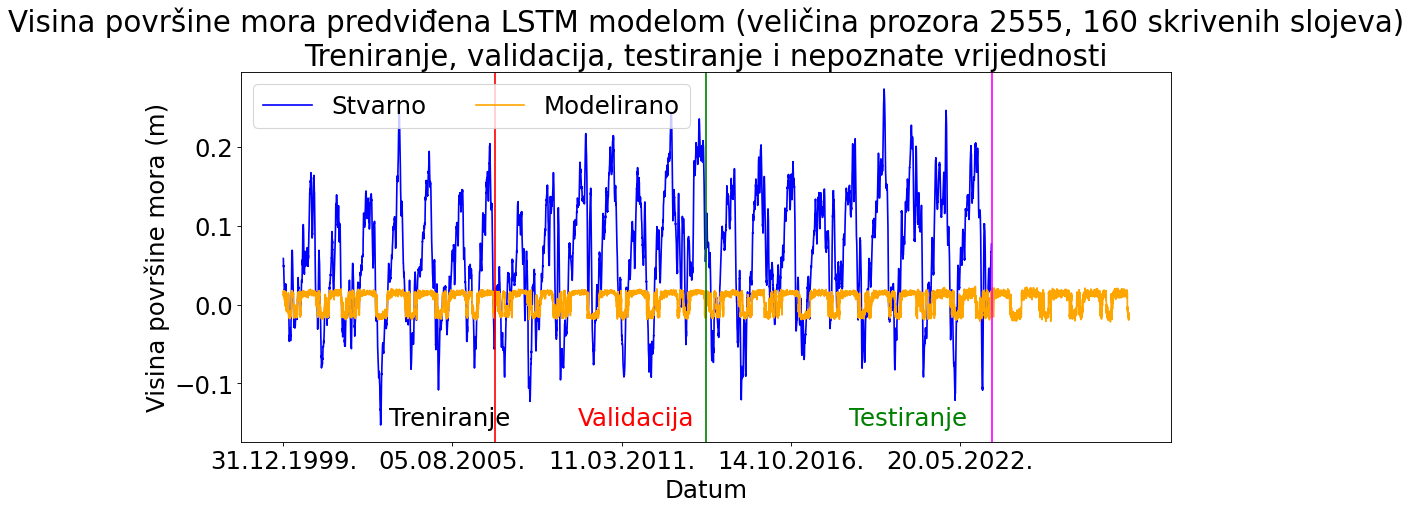 Visina površine mora predviđena LSTM modelom (veličina prozora 2555, 160 skrivenih slojeva)
Treniranje, validacija, testiranje i nepoznate vrijednosti
Stvarno Modelirano
Visina površine mora (m)
0.2
0.1
0.0
−0.1
Treniranje Validacija Testiranje
31.12.1999. 05.08.2005. 11.03.2011. 14.10.2016. 20.05.2022.
Datum